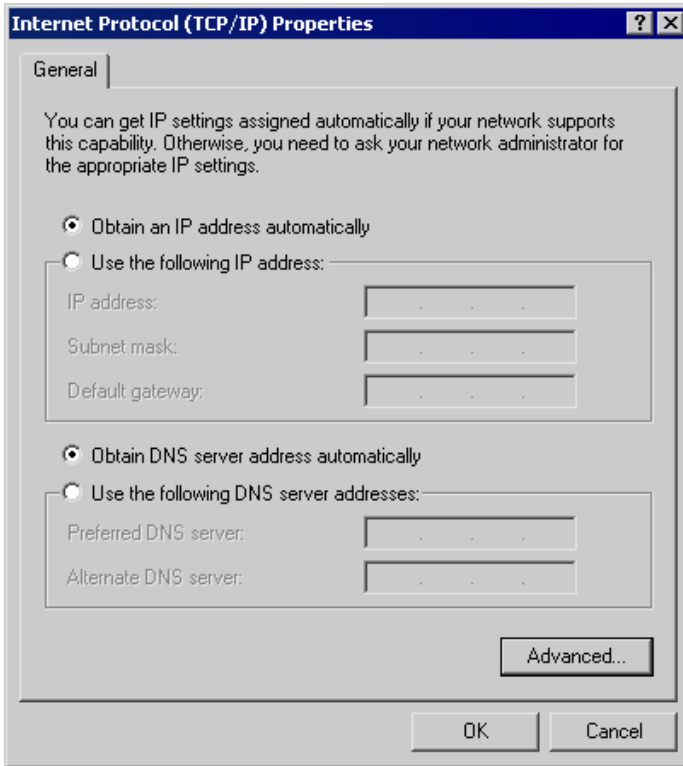 Internet Protocol (TCP/IP) Properties
General
You can get IP settings assigned automatically if your network supports
this capability. Otherwise, you need to ask your network administrator for
the appropriate IP settings.
Obtain an IP address automatically
Use the following IP address:
IP address:
Subnet mask:
Default gateway:
Obtain DNS server address automatically
Use the following DNS server addresses:
Preferred DNS server:
Alternate DNS server:
Advanced...
OK
Cancel